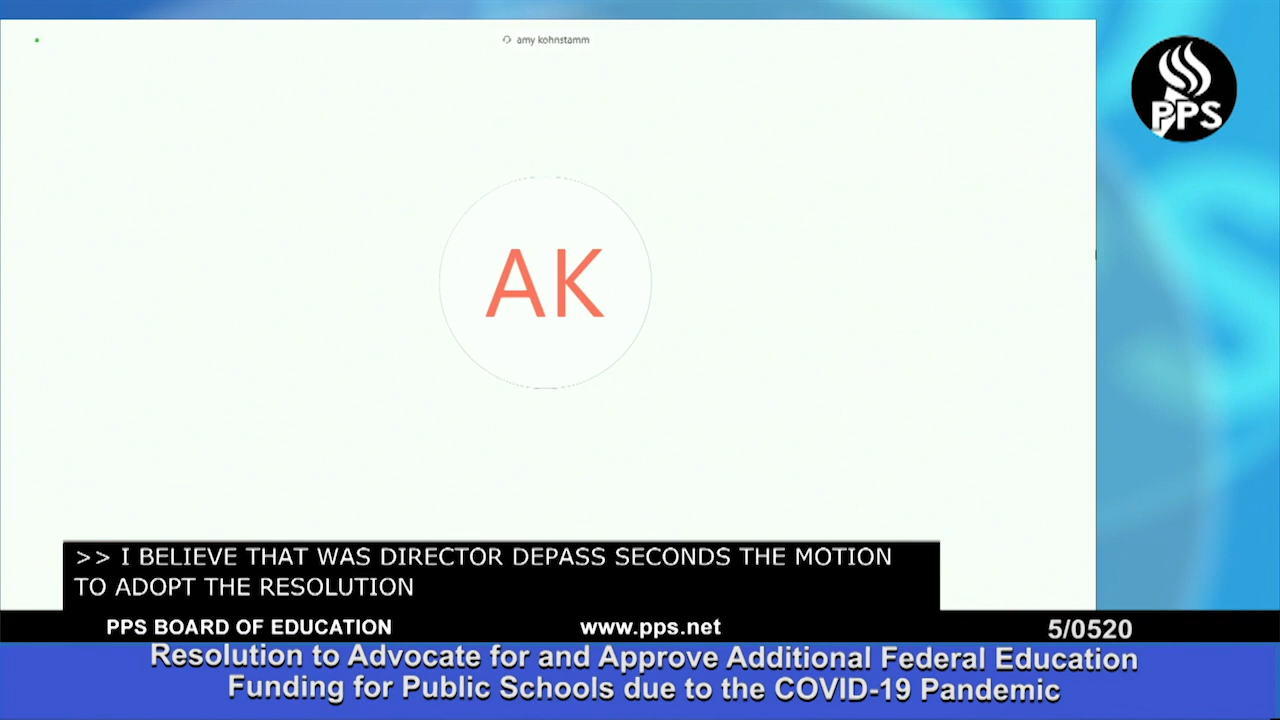 amy kohnstamm
PPS
AK
>> I BELIEVE THAT WAS DIRECTOR DEPASS SECONDS THE MOTION
TO ADOPT THE RESOLUTION
PPS BOARD OF EDUCATION www.pps.net 5/0520
Resolution to Advocate for and Approve Additional Federal Education
Funding for Public Schools due to the COVID-19 Pandemic